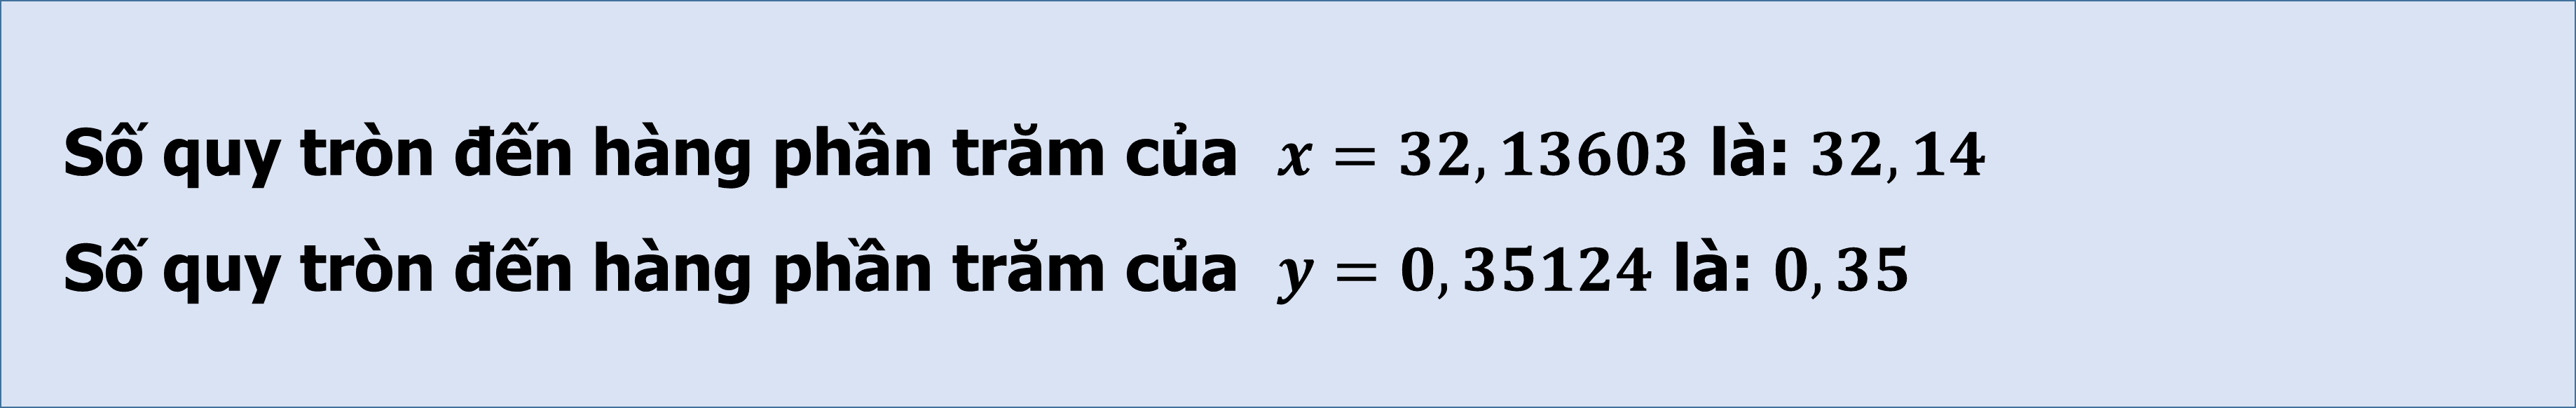 Số quy tròn đến hàng phần trăm của x = 32,13603 là: 32,14
Số quy tròn đến hàng phần trăm của y = 0,35124 là: 0,35